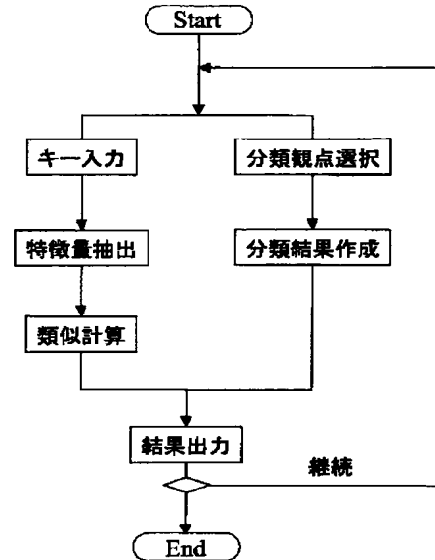 Start
キー入力
分類観点選択
特徴量抽出
分類結果作成
類似計算
結果出力
継続
End